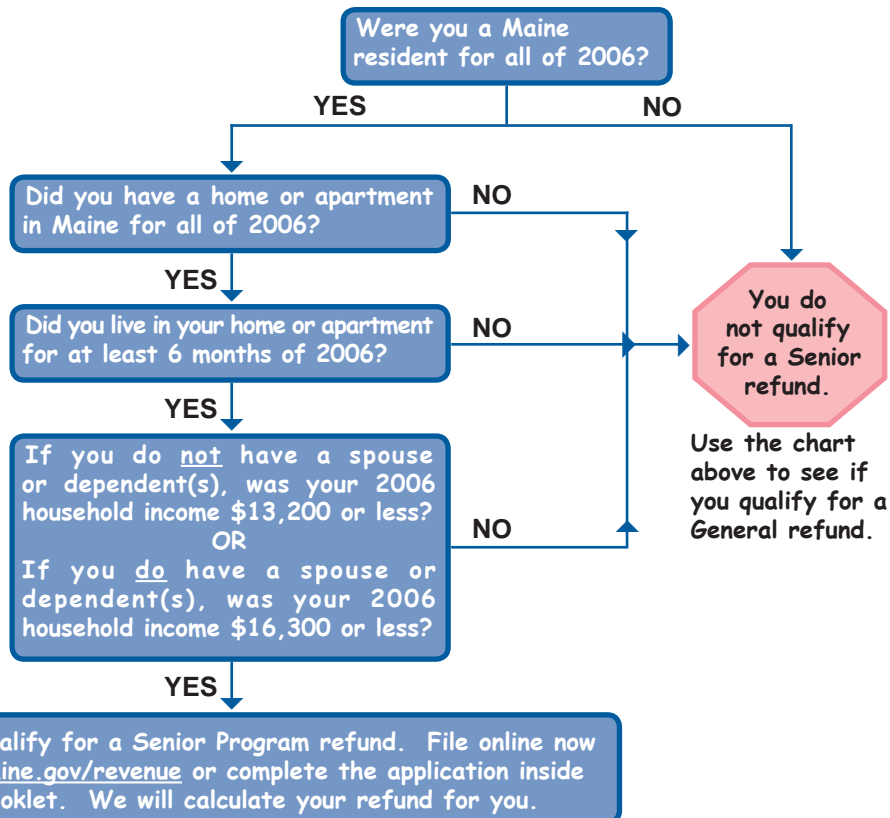 Were you a Maine
resident for all of 2006?
YES
NO
Did you have a home or apartment
in Maine for all of 2006?
NO
YES
Did you live in your home or apartment
for at least 6 months of 2006?
NO
YES
You do
not qualify
for a Senior
refund.
Use the chart
above to see if
you qualify for a
General refund.
If you do not have a spouse
or dependent(s), was your 2006
household income $13,200 or less?
OR
If you do have a spouse or
dependent(s), was your 2006
household income $16,300 or less?
NO
YES
alify for a Senior Program refund. File online now
ine.gov/revenue or complete the application inside
oklet. We will calculate your refund for you.